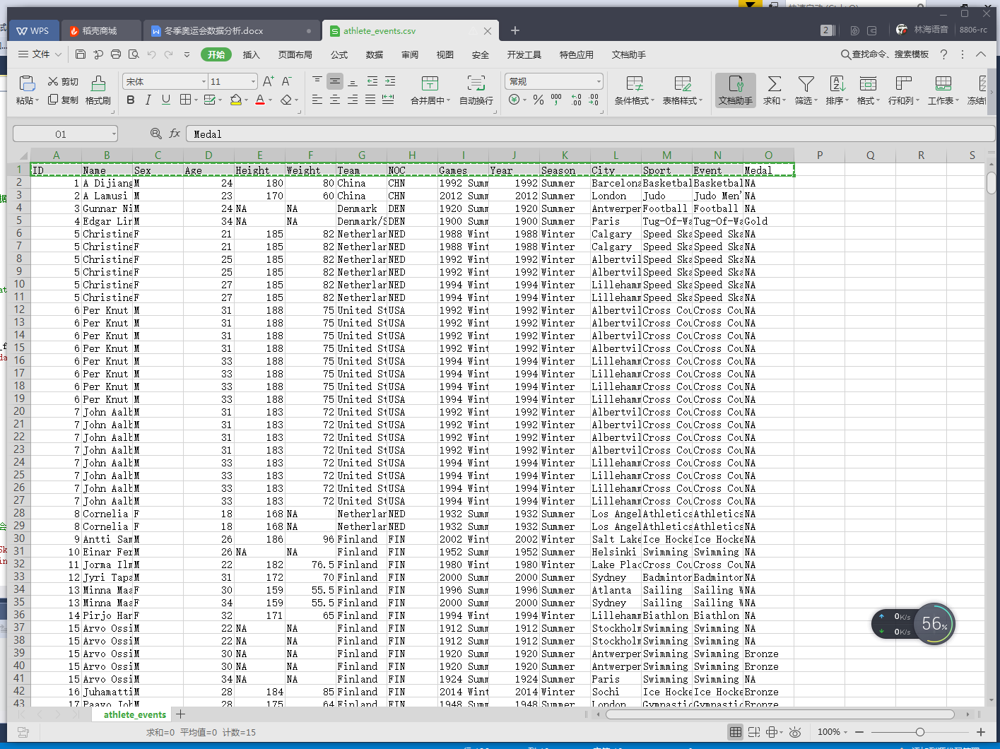 快速启动 (Ctrl+Q)
WPS 稻壳商城 冬季奥运会数据分析.docx athlete_events.csv 2 林海语音 8806-rc
文件 开始 插入 页面布局 公式 数据 审阅 视图 安全 开发工具 特色应用 文档助手 查找命令、搜索模板
粘贴 剪切 复制 格式刷 宋体 11 合并居中 自动换行 常规 条件格式 表格样式 文档助手 求和 筛选 排序 格式 行和列 工作表 冻结
O1 fx Medal
A B C D E F G H I J K L M N O P Q R S
1 ID Name Sex Age Height Weight Team NOC Games Year Season City Sport Event Medal
2 1 A Dijiang M 24 180 80 China CHN 1992 Summ 1992 Summer Barcelona Basketbal Basketbal NA
3 2 A Lamusi M 23 170 60 China CHN 2012 Summ 2012 Summer London Judo Judo Men' NA
4 3 Gunnar Ni M 24 NA NA Denmark DEN 1920 Summ 1920 Summer Antwerpen Football Football NA
5 4 Edgar Lin M 34 NA NA Denmark/S DEN 1900 Summ 1900 Summer Paris Tug-Of-Wa Tug-Of-Wa Gold
6 5 Christine F 21 185 82 Netherlan NED 1988 Wint 1988 Winter Calgary Speed Ska Speed Ska NA
7 5 Christine F 21 185 82 Netherlan NED 1988 Wint 1988 Winter Calgary Speed Ska Speed Ska NA
8 5 Christine F 25 185 82 Netherlan NED 1992 Wint 1992 Winter Albertvil Speed Ska Speed Ska NA
9 5 Christine F 25 185 82 Netherlan NED 1992 Wint 1992 Winter Albertvil Speed Ska Speed Ska NA
10 5 Christine F 27 185 82 Netherlan NED 1994 Wint 1994 Winter Lillehamm Speed Ska Speed Ska NA
11 5 Christine F 27 185 82 Netherlan NED 1994 Wint 1994 Winter Lillehamm Speed Ska Speed Ska NA
12 6 Per Knut M 31 188 75 United St USA 1992 Wint 1992 Winter Albertvil Cross Cou Cross Cou NA
13 6 Per Knut M 31 188 75 United St USA 1992 Wint 1992 Winter Albertvil Cross Cou Cross Cou NA
14 6 Per Knut M 31 188 75 United St USA 1992 Wint 1992 Winter Albertvil Cross Cou Cross Cou NA
15 6 Per Knut M 31 188 75 United St USA 1992 Wint 1992 Winter Albertvil Cross Cou Cross Cou NA
16 6 Per Knut M 33 188 75 United St USA 1994 Wint 1994 Winter Lillehamm Cross Cou Cross Cou NA
17 6 Per Knut M 33 188 75 United St USA 1994 Wint 1994 Winter Lillehamm Cross Cou Cross Cou NA
18 6 Per Knut M 33 188 75 United St USA 1994 Wint 1994 Winter Lillehamm Cross Cou Cross Cou NA
19 6 Per Knut M 33 188 75 United St USA 1994 Wint 1994 Winter Lillehamm Cross Cou Cross Cou NA
20 7 John Aalb M 31 183 72 United St USA 1992 Wint 1992 Winter Albertvil Cross Cou Cross Cou NA
21 7 John Aalb M 31 183 72 United St USA 1992 Wint 1992 Winter Albertvil Cross Cou Cross Cou NA
22 7 John Aalb M 31 183 72 United St USA 1992 Wint 1992 Winter Albertvil Cross Cou Cross Cou NA
23 7 John Aalb M 31 183 72 United St USA 1992 Wint 1992 Winter Albertvil Cross Cou Cross Cou NA
24 7 John Aalb M 33 183 72 United St USA 1994 Wint 1994 Winter Lillehamm Cross Cou Cross Cou NA
25 7 John Aalb M 33 183 72 United St USA 1994 Wint 1994 Winter Lillehamm Cross Cou Cross Cou NA
26 7 John Aalb M 33 183 72 United St USA 1994 Wint 1994 Winter Lillehamm Cross Cou Cross Cou NA
27 7 John Aalb M 33 183 72 United St USA 1994 Wint 1994 Winter Lillehamm Cross Cou Cross Cou NA
28 8 Cornelia F 18 168 NA Netherlan NED 1932 Summ 1932 Summer Los Angel Athletics Athletics NA
29 8 Cornelia F 18 168 NA Netherlan NED 1932 Summ 1932 Summer Los Angel Athletics Athletics NA
30 9 Antti Sam M 26 186 96 Finland FIN 2002 Wint 2002 Winter Salt Lake Ice Hocke Ice Hocke NA
31 10 Einar Fer M 26 NA NA Finland FIN 1952 Summ 1952 Summer Helsinki Swimming Swimming NA
32 11 Jorma Ilm M 22 182 76.5 Finland FIN 1980 Wint 1980 Winter Lake Plac Cross Cou Cross Cou NA
33 12 Jyri Tapa M 31 172 70 Finland FIN 2000 Summ 2000 Summer Sydney Badminton Badminton NA
34 13 Minna Maa F 30 159 55.5 Finland FIN 1996 Summ 1996 Summer Atlanta Sailing Sailing W NA
35 13 Minna Maa F 34 159 55.5 Finland FIN 2000 Summ 2000 Summer Sydney Sailing Sailing W NA
36 14 Pirjo Har F 32 171 65 Finland FIN 1994 Wint 1994 Winter Lillehamm Biathlon Biathlon NA
37 15 Arvo Ossi M 22 NA NA Finland FIN 1912 Summ 1912 Summer Stockholm Swimming Swimming NA
38 15 Arvo Ossi M 22 NA NA Finland FIN 1912 Summ 1912 Summer Stockholm Swimming Swimming NA
39 15 Arvo Ossi M 30 NA NA Finland FIN 1920 Summ 1920 Summer Antwerpen Swimming Swimming Bronze
40 15 Arvo Ossi M 30 NA NA Finland FIN 1920 Summ 1920 Summer Antwerpen Swimming Swimming Bronze
41 15 Arvo Ossi M 34 NA NA Finland FIN 1924 Summ 1924 Summer Paris Swimming Swimming NA
42 16 Juhamatti M 28 184 85 Finland FIN 2014 Wint 2014 Winter Sochi Ice Hocke Ice Hocke Bronze
43 17 Paavo Joh M 28 175 64 Finland FIN 1948 Summ 1948 Summer London Gymnastic Gymnastic Bronze
0K/s
0K/s
56%
athlete_events
求和=0 平均值=0 计数=15 100%